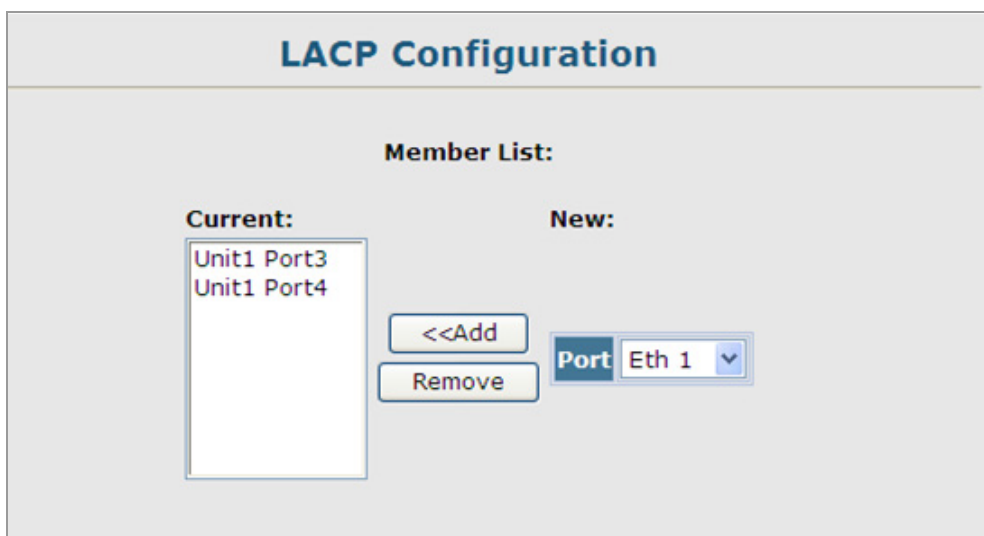 LACP Configuration
Member List:
Current:
New:
Unit1 Port3
Unit1 Port4
<<Add
Remove
Port
Eth 1